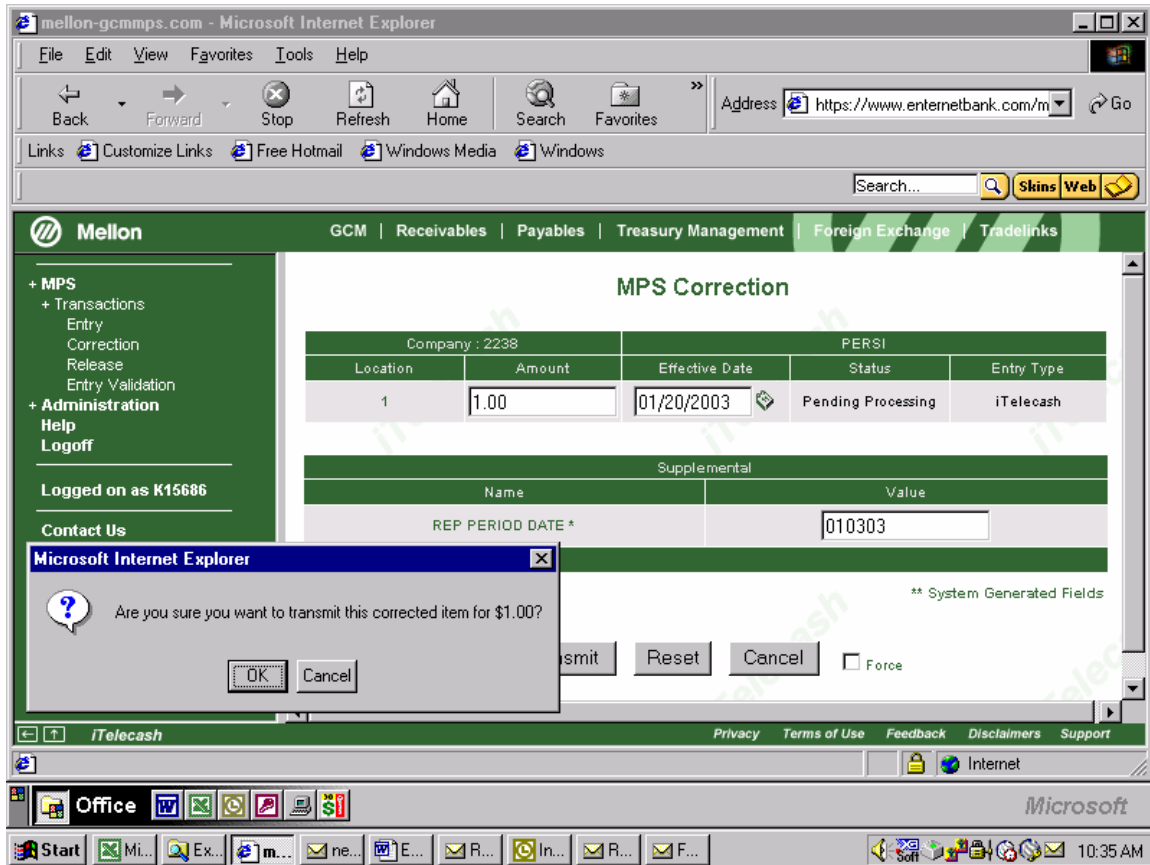 mellon-gcmmps.com - Microsoft Internet Explorer
File Edit View Favorites Tools Help
Back Forward Stop Refresh Home Search Favorites » Address https://www.enternetbank.com/m Go
Links Customize Links Free Hotmail Windows Media Windows
Search... Skins Web
Mellon GCM | Receivables | Payables | Treasury Management | Foreign Exchange | Tradelinks
+ MPS
+ Transactions
Entry
Correction
Release
Entry Validation
+ Administration
Help
Logoff
Logged on as K15686
Contact Us
MPS Correction
Company : 2238 PERSI
Location Amount Effective Date Status Entry Type
1 1.00 01/20/2003 Pending Processing iTelecash
Supplemental
Name Value
REP PERIOD DATE * 010303
** System Generated Fields
Microsoft Internet Explorer
Are you sure you want to transmit this corrected item for $1.00?
OK Cancel
smit Reset Cancel Force
iTelecash Privacy Terms of Use Feedback Disclaimers Support
Internet
Office Microsoft
Start Mi... Ex... m... ne... E... R... In... R... F... 10:35 AM